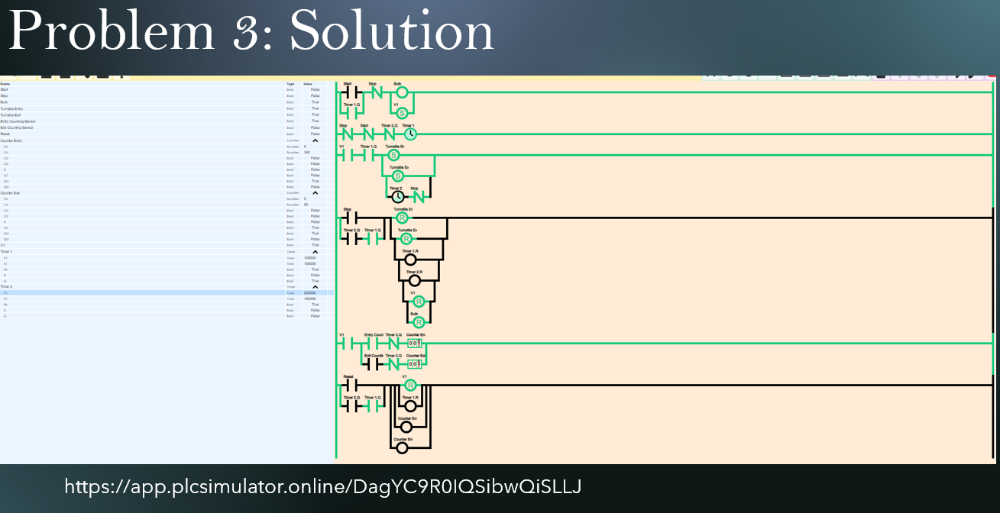 Problem 3: Solution
Name Type Value
Start Bool False
Stop Bool False
Bulb Bool True
Turnstile Entry Bool True
Turnstile Exit Bool True
Entry Counting Sensor Bool True
Exit Counting Sensor Bool False
Reset Bool False
Counter Entry Counter
PV Number 0
CV Number 340
CU Bool False
CD Bool False
R Bool False
LD Bool False
QU Bool True
QD Bool False
Counter Exit Counter
PV Number 0
CV Number 62
CU Bool False
CD Bool False
R Bool False
LD Bool True
QU Bool True
QD Bool False
V1 Bool True
Timer 1 Timer
PT Time 100000
ET Time 100000
IN Bool True
R Bool False
Q Bool True
Timer 2 Timer
PT Time 200000
ET Time 142494
IN Bool True
R Bool False
Q Bool False
Start Stop Bulb
Timer 1.Q V1
S
Stop Start Timer 2.Q Timer 1
V1 Timer 1.Q Turnstile Er
S
Turnstile Ex
S
Timer 2 Stop
Stop Turnstile Er
R
Timer 2.Q Timer 1.Q Turnstile Ex
R
Timer 1.R
Timer 2.R
V1
R
Bulb
R
V1 Entry Count Timer 2.Q Counter En
Exit Countin Timer 2.Q Counter Exi
Reset V1
R
Timer 2.Q Timer 1.Q Timer 1.R
Counter En
Counter En
https://app.plcsimulator.online/DagYC9R0IQSibwQiSLLJ